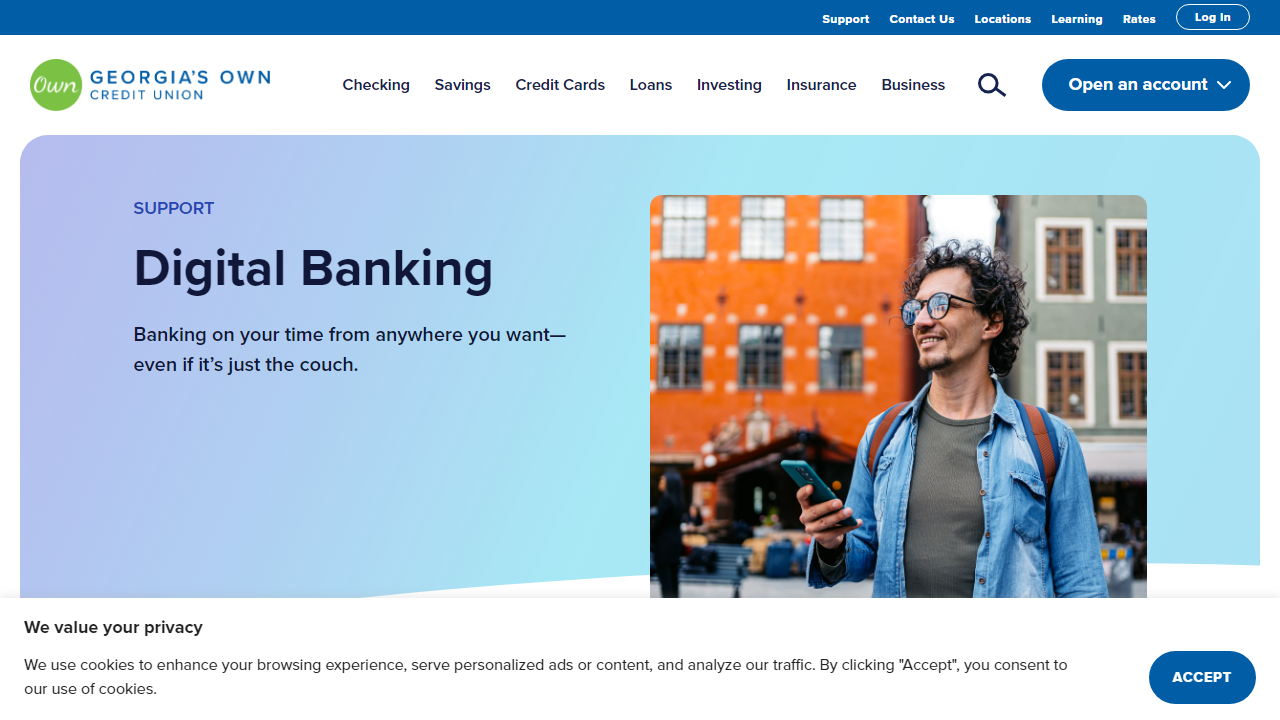 Support Contact Us Locations Learning Rates Log In
Own GEORGIA'S OWN
CREDIT UNION
Checking Savings Credit Cards Loans Investing Insurance Business Open an account
SUPPORT
Digital Banking
Banking on your time from anywhere you want—
even if it's just the couch.
We value your privacy
We use cookies to enhance your browsing experience, serve personalized ads or content, and analyze our traffic. By clicking "Accept", you consent to
our use of cookies.
ACCEPT